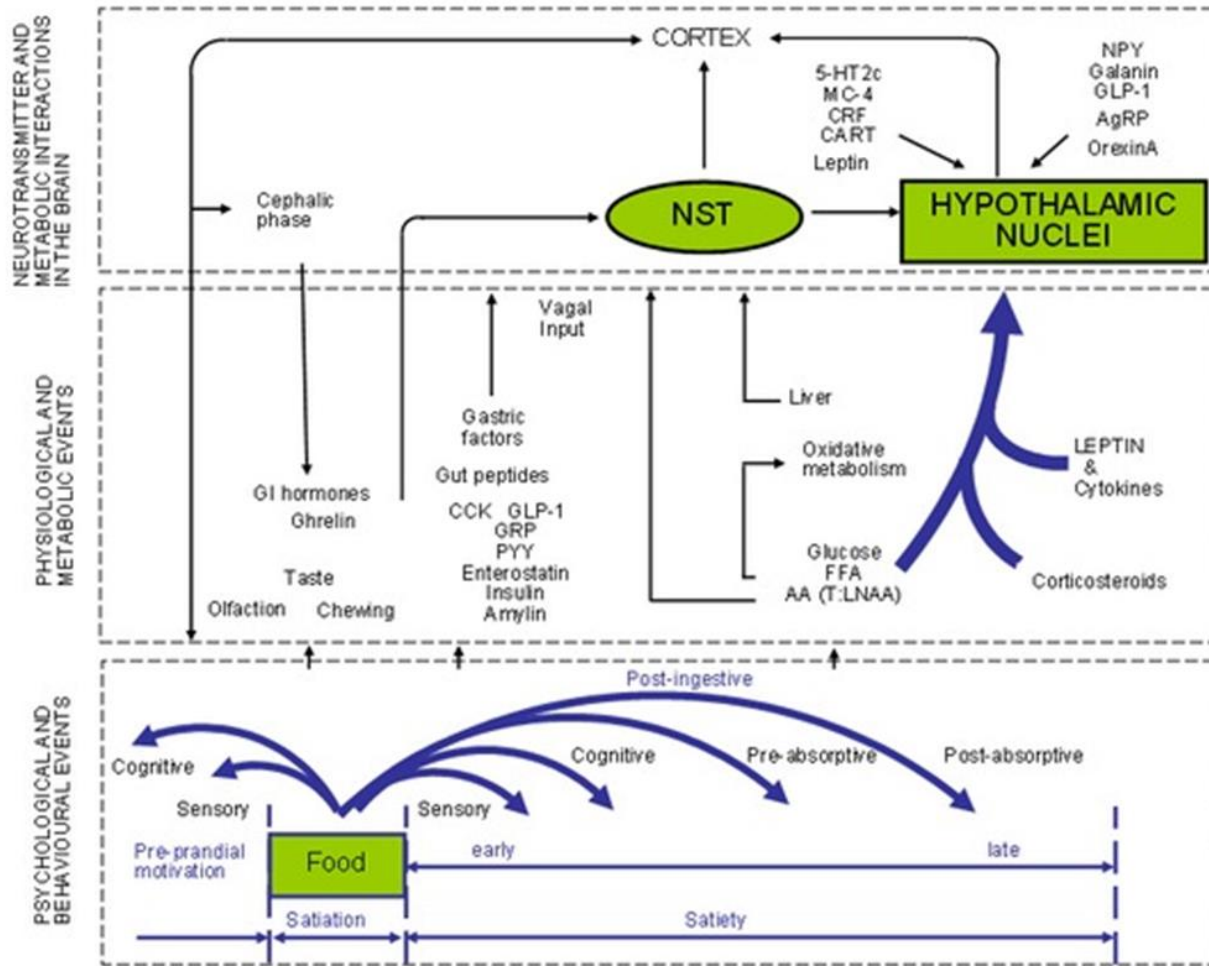 NEUROTRANSMITTER AND
METABOLIC INTERACTIONS
IN THE BRAIN
CORTEX
5-HT2c
MC-4
CRF
CART
Leptin
NPY
Galanin
GLP-1
AgRP
OrexinA
Cephalic
phase
NST
HYPOTHALAMIC
NUCLEI
PHYSIOLOGICAL AND
METABOLIC EVENTS
Vagal
Input
Gastric
factors
Gut peptides
CCK GLP-1
GRP
PYY
Enterostatin
Insulin
Amylin
GI hormones
Ghrelin
Taste
Olfaction Chewing
Liver
Oxidative
metabolism
Glucose
FFA
AA (T:LNAA)
LEPTIN
&
Cytokines
Corticosteroids
PSYCHOLOGICAL AND
BEHAVIOURAL EVENTS
Post-ingestive
Cognitive
Sensory
Sensory
Cognitive
Pre-absorptive
Post-absorptive
Pre-prandial
motivation
Food
early
late
Satiation
Satiety